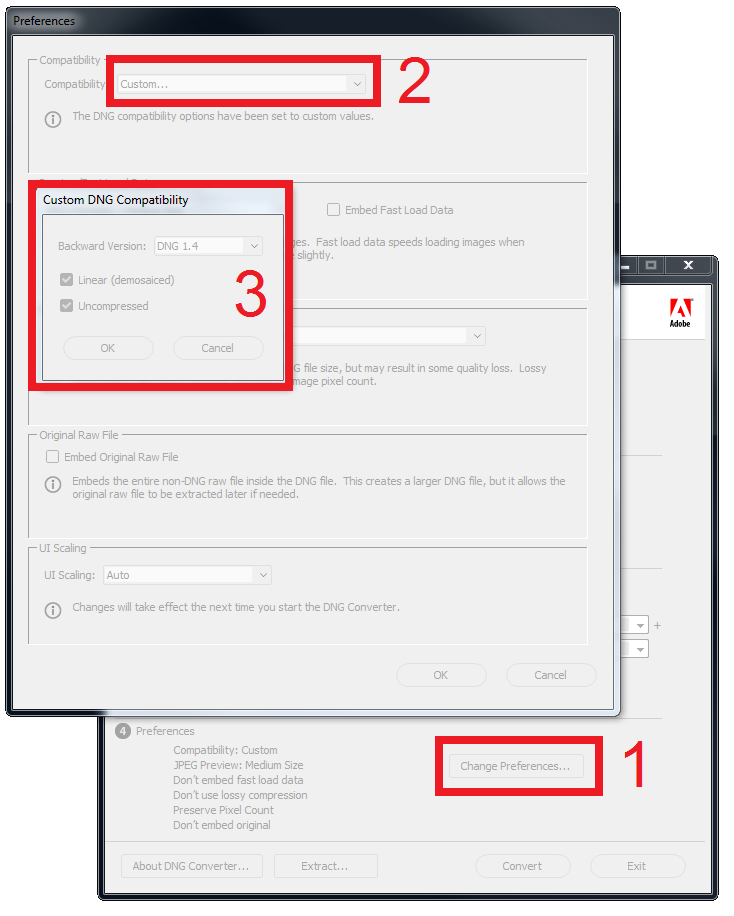 Preferences
Compatibility
Compatibility
Custom...
2
The DNG compatibility options have been set to custom values.
Custom DNG Compatibility
Backward Version: DNG 1.4
Linear (demosaiced)
Uncompressed
3
OK
Cancel
Embed Fast Load Data
Fast load data speeds loading images when
slightly.
file size, but may result in some quality loss. Lossy
pixel count.
Original Raw File
Embed Original Raw File
Embeds the entire non-DNG raw file inside the DNG file. This creates a larger DNG file, but it allows the
original raw file to be extracted later if needed.
UI Scaling
UI Scaling: Auto
Changes will take effect the next time you start the DNG Converter.
OK
Cancel
Adobe
+
4 Preferences
Compatibility: Custom
JPEG Preview: Medium Size
Don't embed fast load data
Don't use lossy compression
Preserve Pixel Count
Don't embed original
Change Preferences...
1
About DNG Converter...
Extract...
Convert
Exit